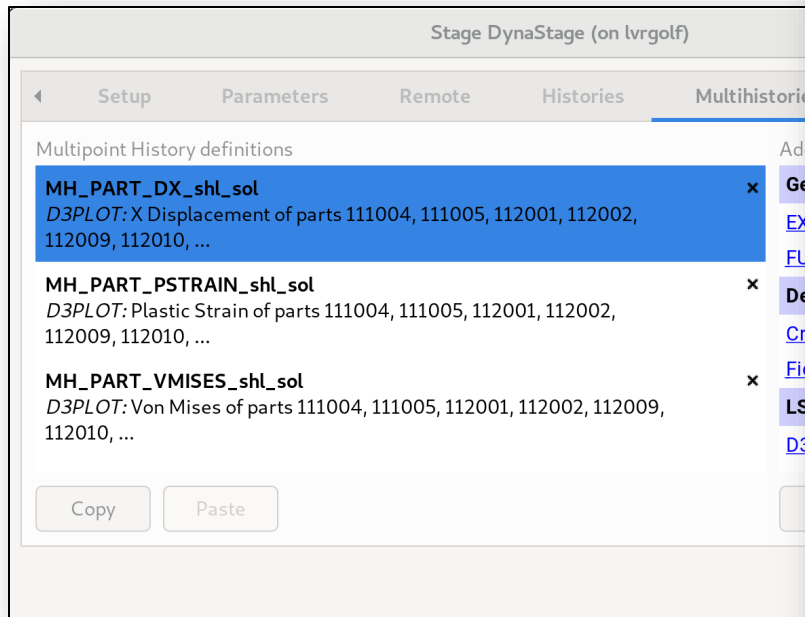 Stage DynaStage (on lvrgolf)
Setup Parameters Remote Histories
Multipoint History definitions
MH_PART_DX_shl_sol
D3PLOT: X Displacement of parts 111004, 111005, 112001, 112002,
112009, 112010, ...
MH_PART_PSTRAIN_shl_sol
D3PLOT: Plastic Strain of parts 111004, 111005, 112001, 112002,
112009, 112010, ...
MH_PART_VMISES_shl_sol
D3PLOT: Von Mises of parts 111004, 111005, 112001, 112002, 112009,
112010, ...
Copy Paste